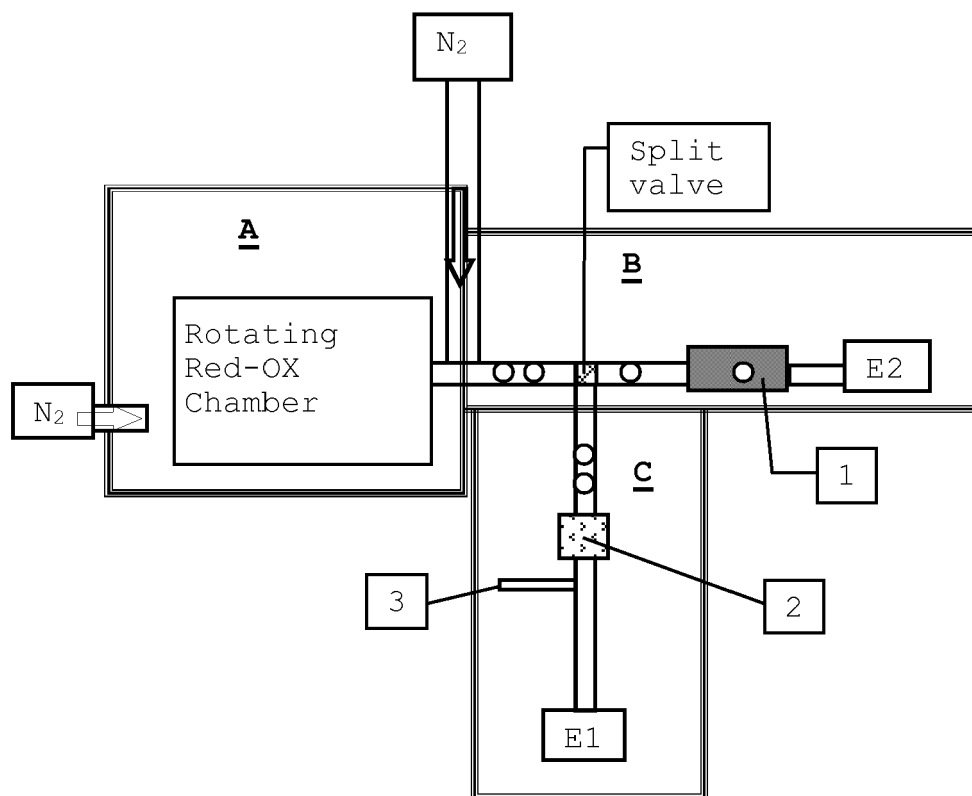 N₂
Split
valve
A
B
Rotating
Red-OX
Chamber
E2
N₂
1
C
3
2
E1